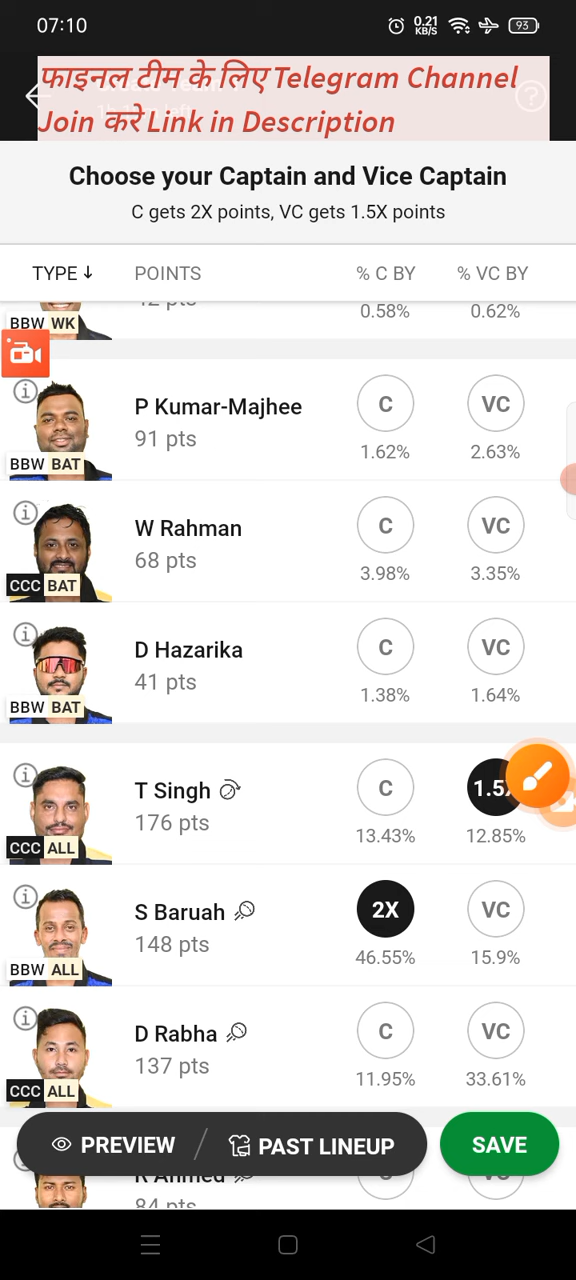 07:10
0.21 KB/S
93
फाइनल टीम के लिए Telegram Channel
Join करे Link in Description
Choose your Captain and Vice Captain
C gets 2X points, VC gets 1.5X points
TYPE ↓ POINTS % C BY % VC BY
BBW WK 0.58% 0.62%
P Kumar-Majhee
91 pts
C VC
BBW BAT 1.62% 2.63%
W Rahman
68 pts
C VC
CCC BAT 3.98% 3.35%
D Hazarika
41 pts
C VC
BBW BAT 1.38% 1.64%
T Singh
176 pts
C
CCC ALL 13.43% 12.85%
S Baruah
148 pts
2X VC
BBW ALL 46.55% 15.9%
D Rabha
137 pts
C VC
CCC ALL 11.95% 33.61%
PREVIEW / PAST LINEUP SAVE